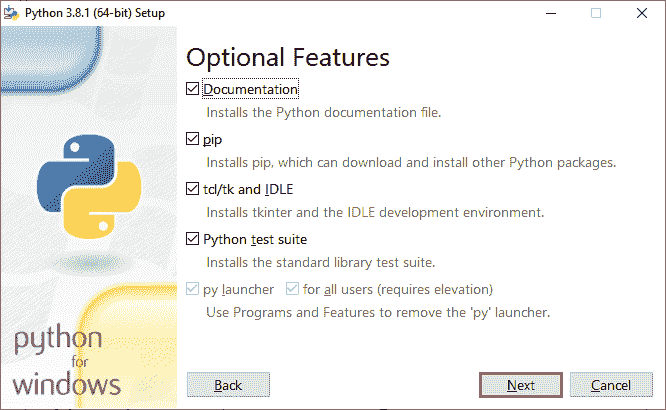 Python 3.8.1 (64-bit) Setup
Optional Features
Documentation
Installs the Python documentation file.
pip
Installs pip, which can download and install other Python packages.
tcl/tk and IDLE
Installs tkinter and the IDLE development environment.
Python test suite
Installs the standard library test suite.
py launcher for all users (requires elevation)
Use Programs and Features to remove the 'py' launcher.
python
for
windows
Back Next Cancel